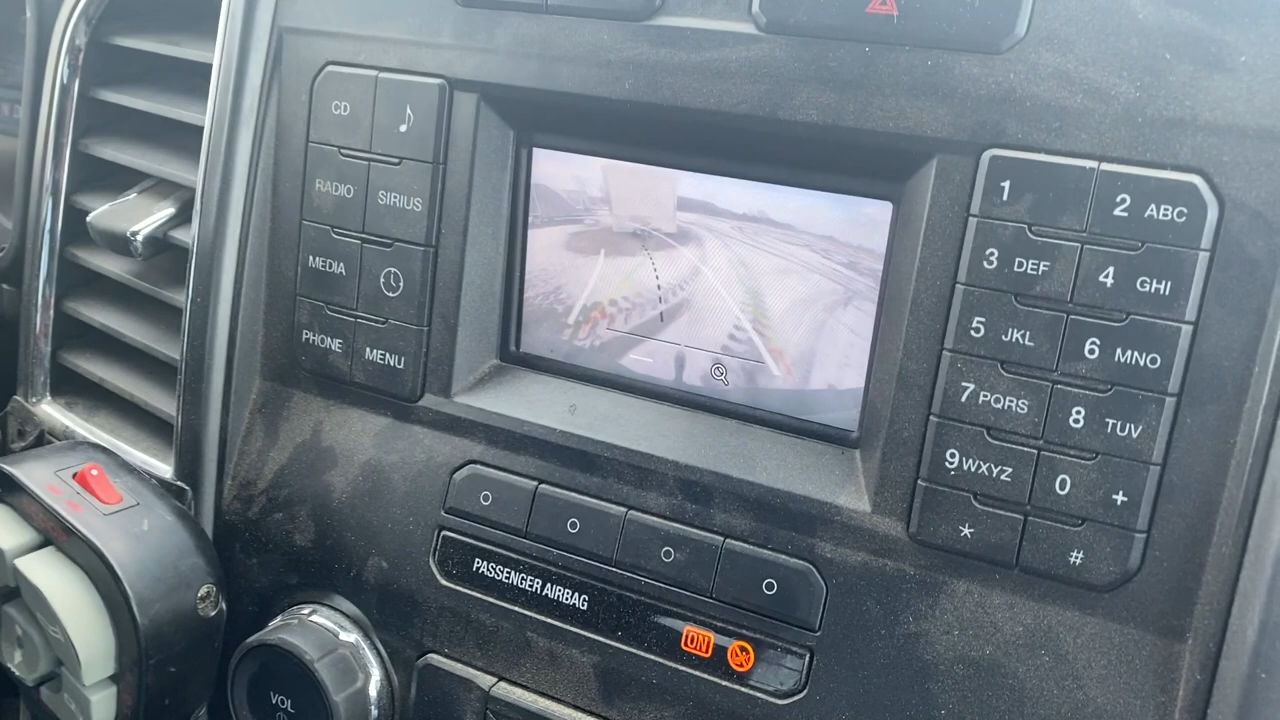 CD
RADIO
SIRIUS
MEDIA
PHONE
MENU
1
2 ABC
3 DEF
4 GHI
5 JKL
6 MNO
7 PQRS
8 TUV
9 WXYZ
0 +
*
#
PASSENGER AIRBAG
ON
VOL